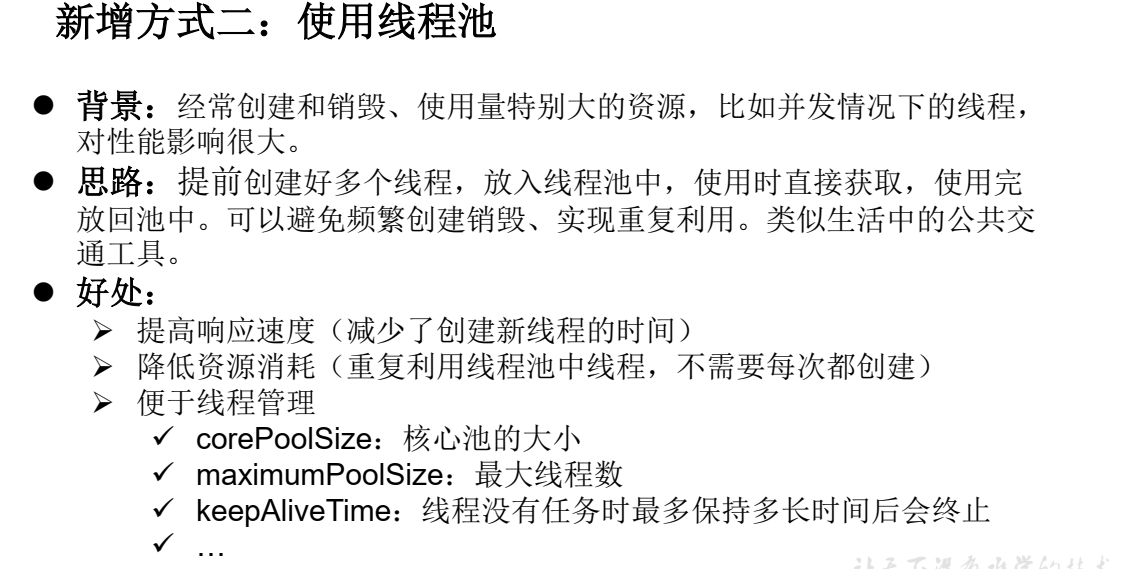 新增方式二：使用线程池
背景：经常创建和销毁、使用量特别大的资源，比如并发情况下的线程，
对性能影响很大。
思路：提前创建好多个线程，放入线程池中，使用时直接获取，使用完
放回池中。可以避免频繁创建销毁、实现重复利用。类似生活中的公共交
通工具。
好处：
提高响应速度（减少了创建新线程的时间）
降低资源消耗（重复利用线程池中线程，不需要每次都创建）
便于线程管理
corePoolSize：核心池的大小
maximumPoolSize：最大线程数
keepAliveTime：线程没有任务时最多保持多长时间后会终止
…